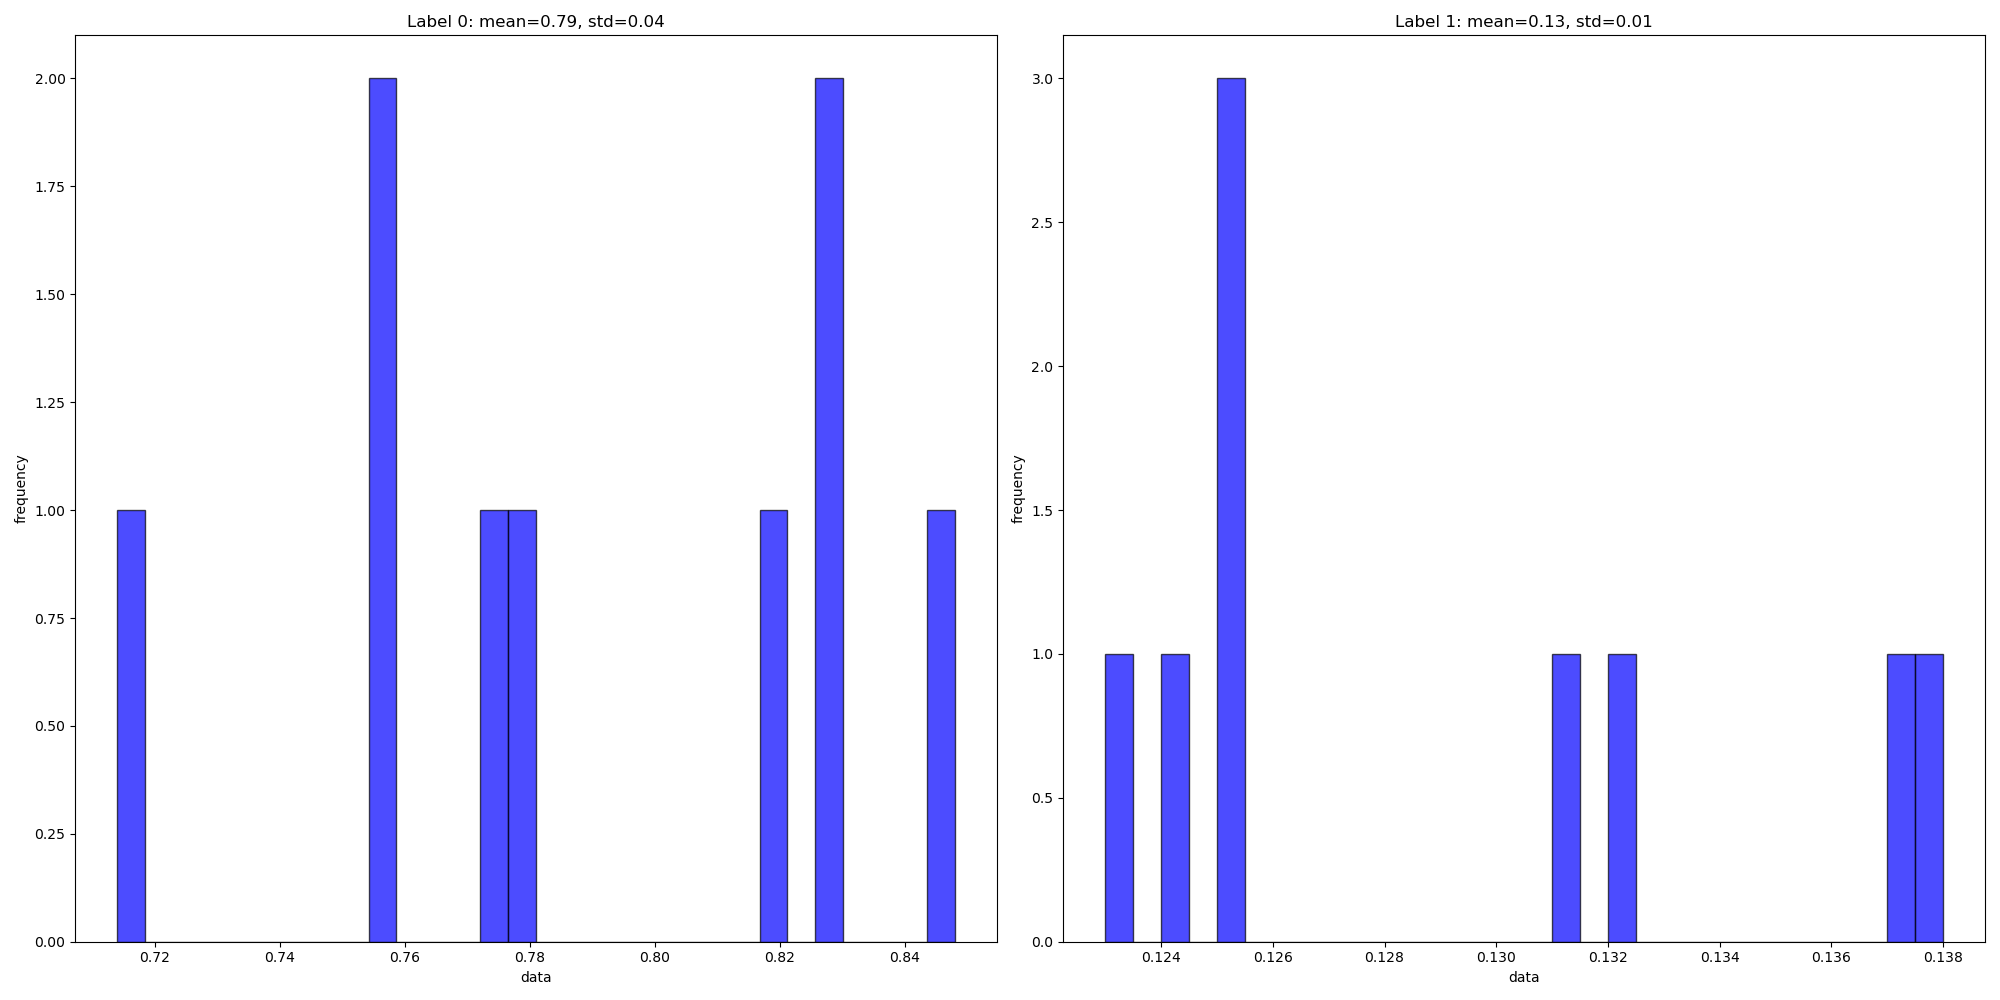 Label 0: mean=0.79, std=0.04
2.00
1.75
1.50
1.25
1.00
0.75
0.50
0.25
0.00
frequency
0.72 0.74 0.76 0.78 0.80 0.82 0.84
data
Label 1: mean=0.13, std=0.01
3.0
2.5
2.0
1.5
1.0
0.5
0.0
frequency
0.124 0.126 0.128 0.130 0.132 0.134 0.136 0.138
data